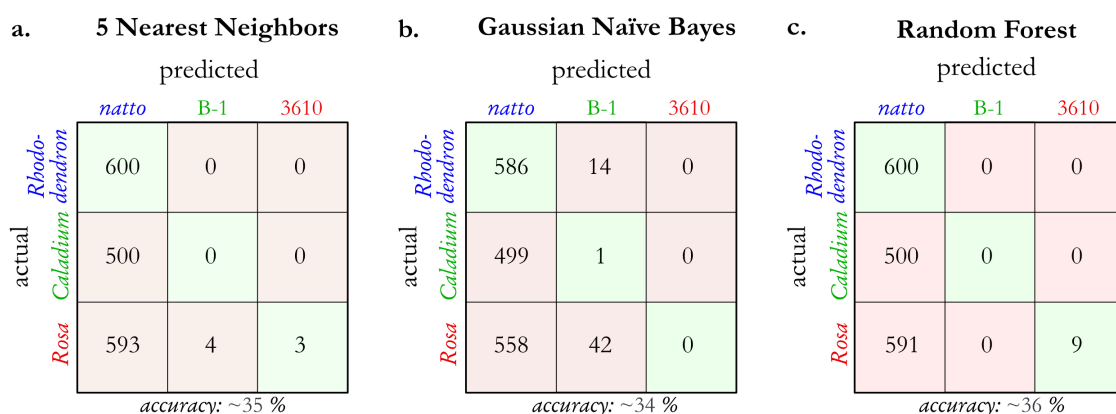 a. 5 Nearest Neighbors
predicted
natto B-1 3610
actual
Rhodo-
dendron
Caladium
Rosa
600 0 0
500 0 0
593 4 3
accuracy: ~35 %
b. Gaussian Naïve Bayes
predicted
natto B-1 3610
actual
Rhodo-
dendron
Caladium
Rosa
586 14 0
499 1 0
558 42 0
accuracy: ~34 %
c. Random Forest
predicted
natto B-1 3610
actual
Rhodo-
dendron
Caladium
Rosa
600 0 0
500 0 0
591 0 9
accuracy: ~36 %